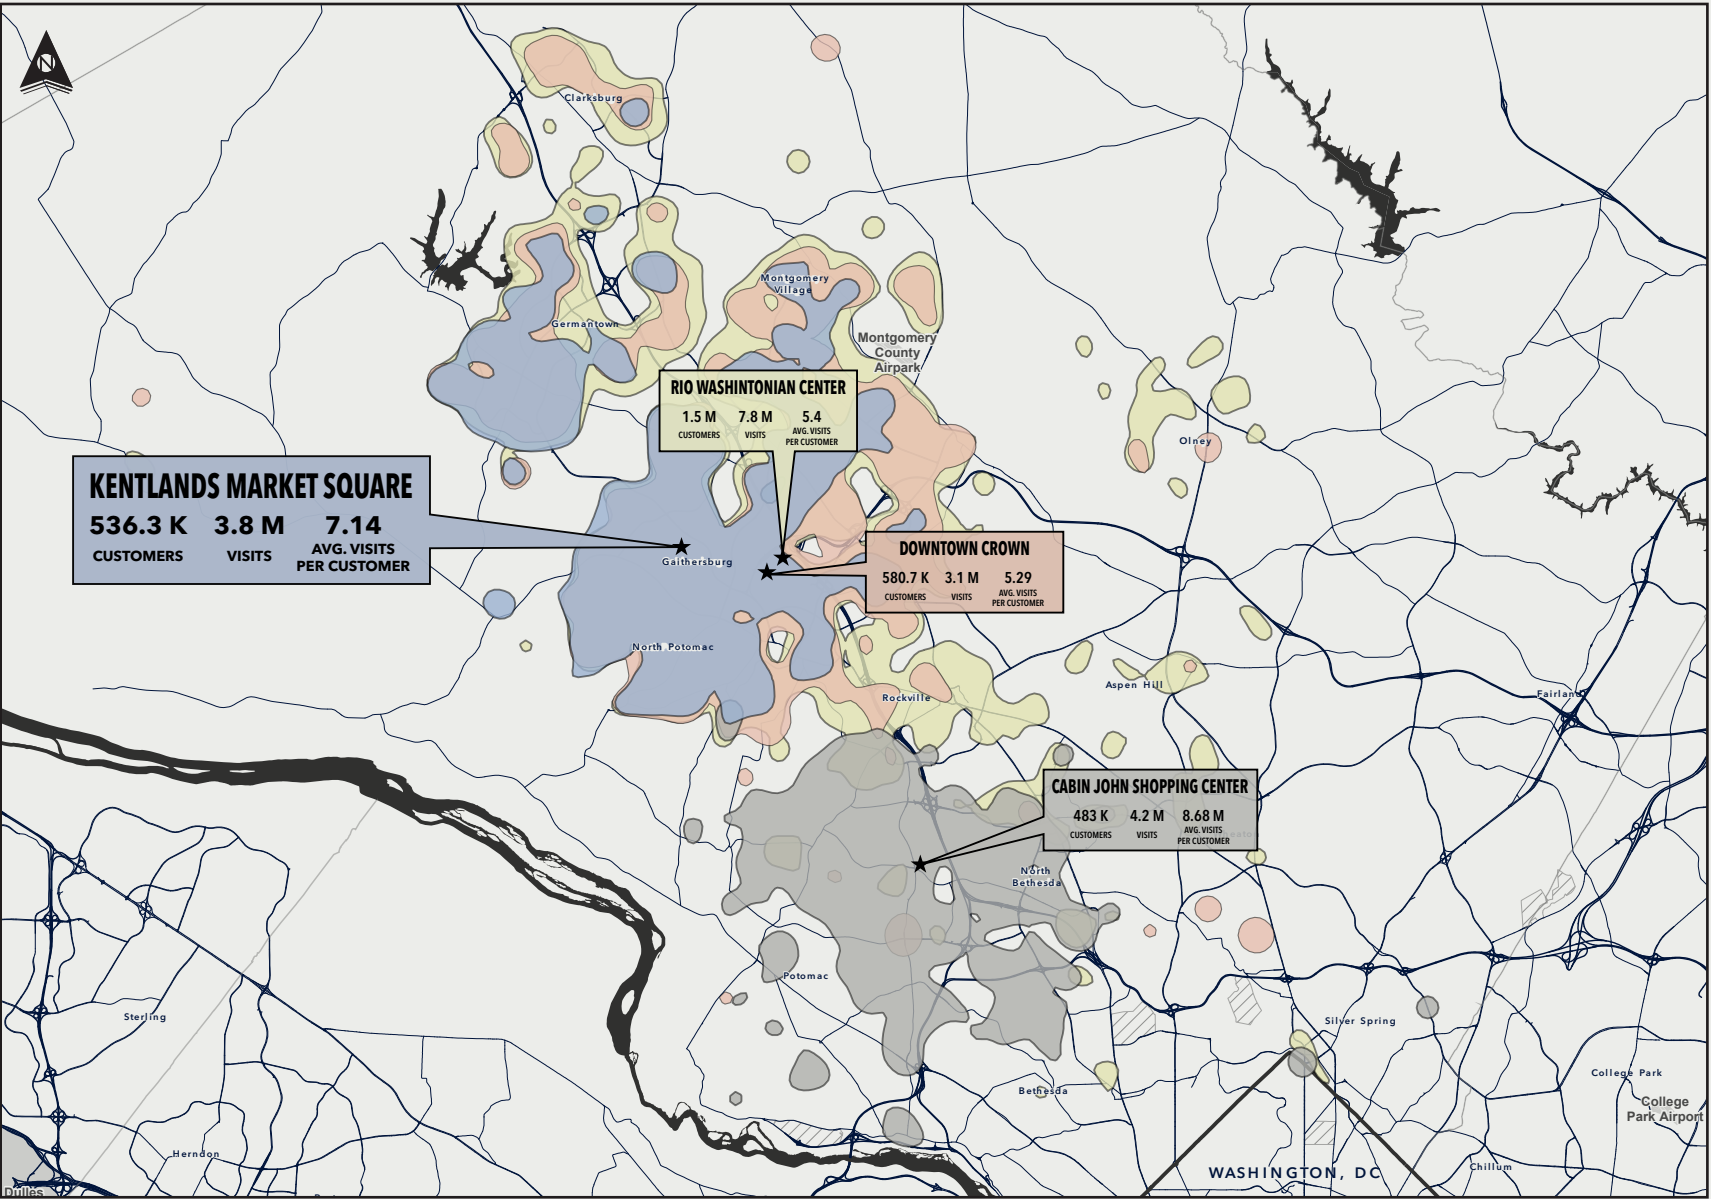 N
Clarksburg
Montgomery
Village
Germantown
Montgomery
County
Airpark
RIO WASHINTONIAN CENTER
1.5 M 7.8 M 5.4
CUSTOMERS VISITS AVG. VISITS
PER CUSTOMER
Olney
KENTLANDS MARKET SQUARE
536.3 K 3.8 M 7.14
CUSTOMERS VISITS AVG. VISITS
PER CUSTOMER
Gaithersburg
DOWNTOWN CROWN
580.7 K 3.1 M 5.29
CUSTOMERS VISITS AVG. VISITS
PER CUSTOMER
North Potomac
Rockville
Aspen Hill
Fairland
CABIN JOHN SHOPPING CENTER
483 K 4.2 M 8.68 M
CUSTOMERS VISITS AVG. VISITS
PER CUSTOMER
North
Bethesda
Potomac
Sterling
Silver Spring
Bethesda
College Park
College
Park Airport
Herndon
WASHINGTON, DC
Chillum
Dulles